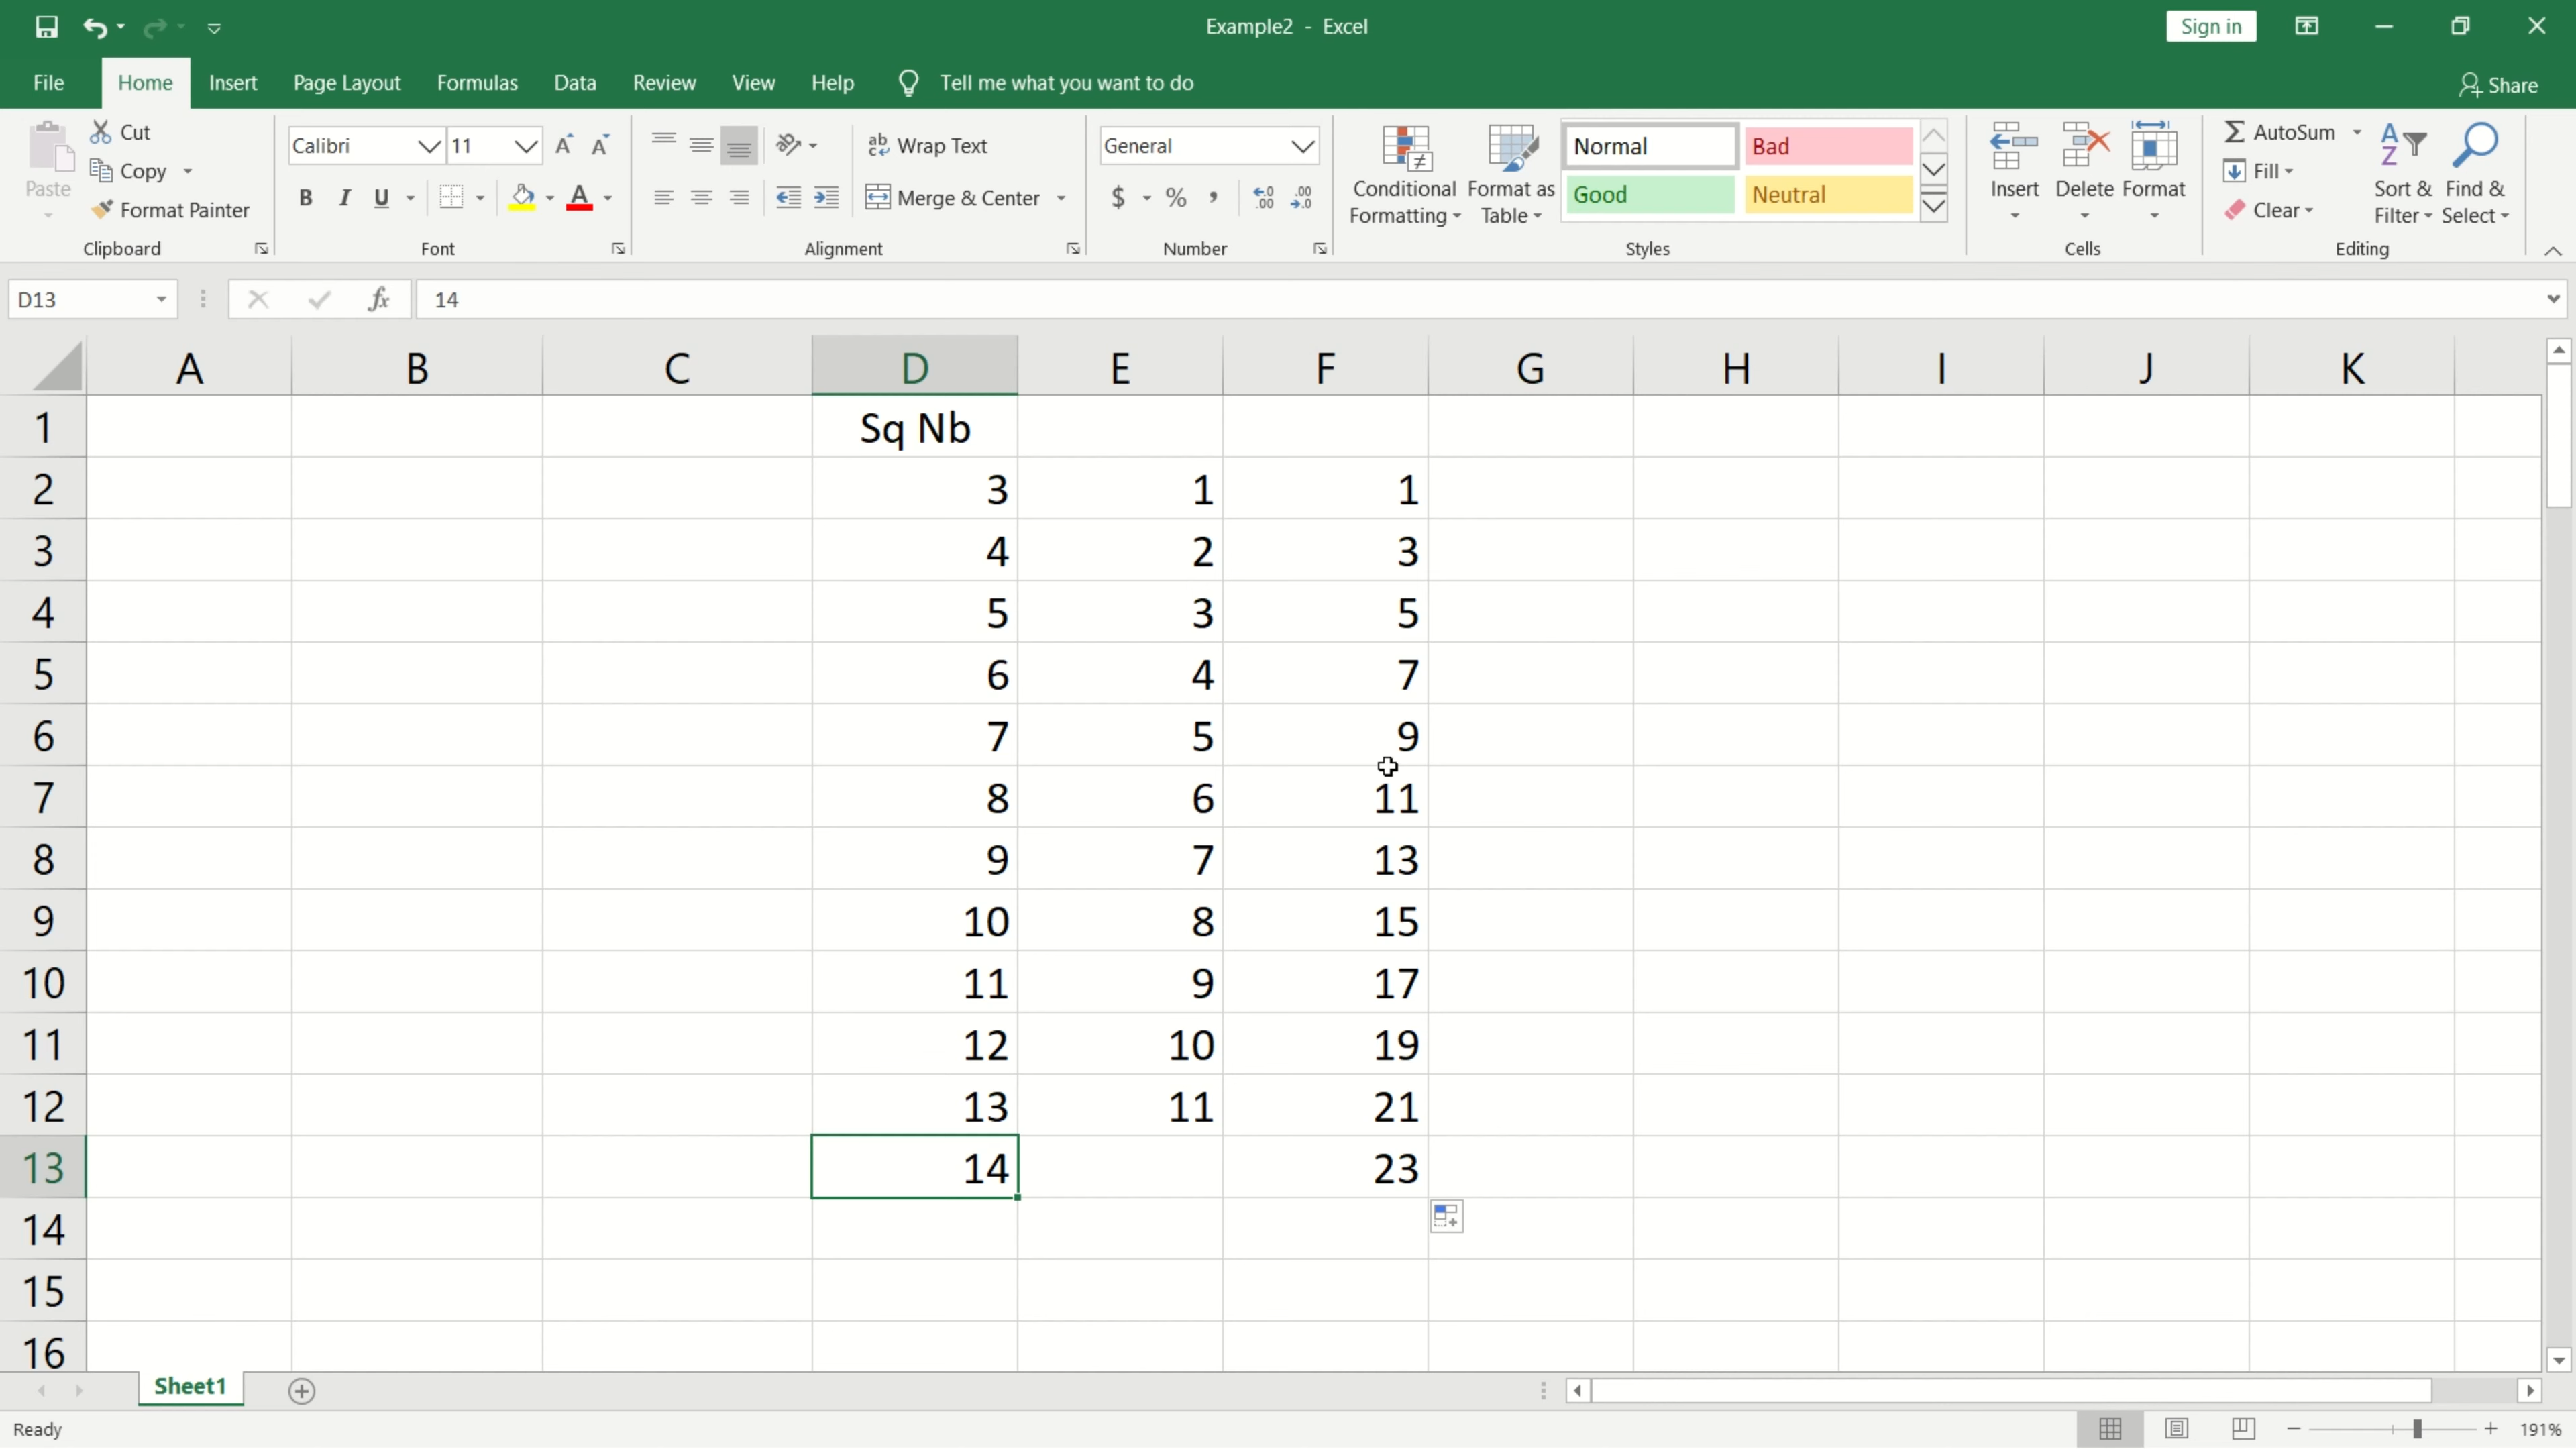 Example2 - Excel
Sign in
File Home Insert Page Layout Formulas Data Review View Help Tell me what you want to do Share
Paste
Cut
Copy
Format Painter
Clipboard
Calibri 11
B I U
Font
Wrap Text
Merge & Center
Alignment
General
$ % ,
Number
Conditional Formatting
Format as Table
Normal Bad
Good Neutral
Styles
Insert Delete Format
Cells
AutoSum
Fill
Clear
Sort & Filter
Find & Select
Editing
D13 fx 14
A B C D E F G H I J K
1 Sq Nb
2 3 1 1
3 4 2 3
4 5 3 5
5 6 4 7
6 7 5 9
7 8 6 11
8 9 7 13
9 10 8 15
10 11 9 17
11 12 10 19
12 13 11 21
13 14 23
14
15
16
Sheet1
Ready 191%